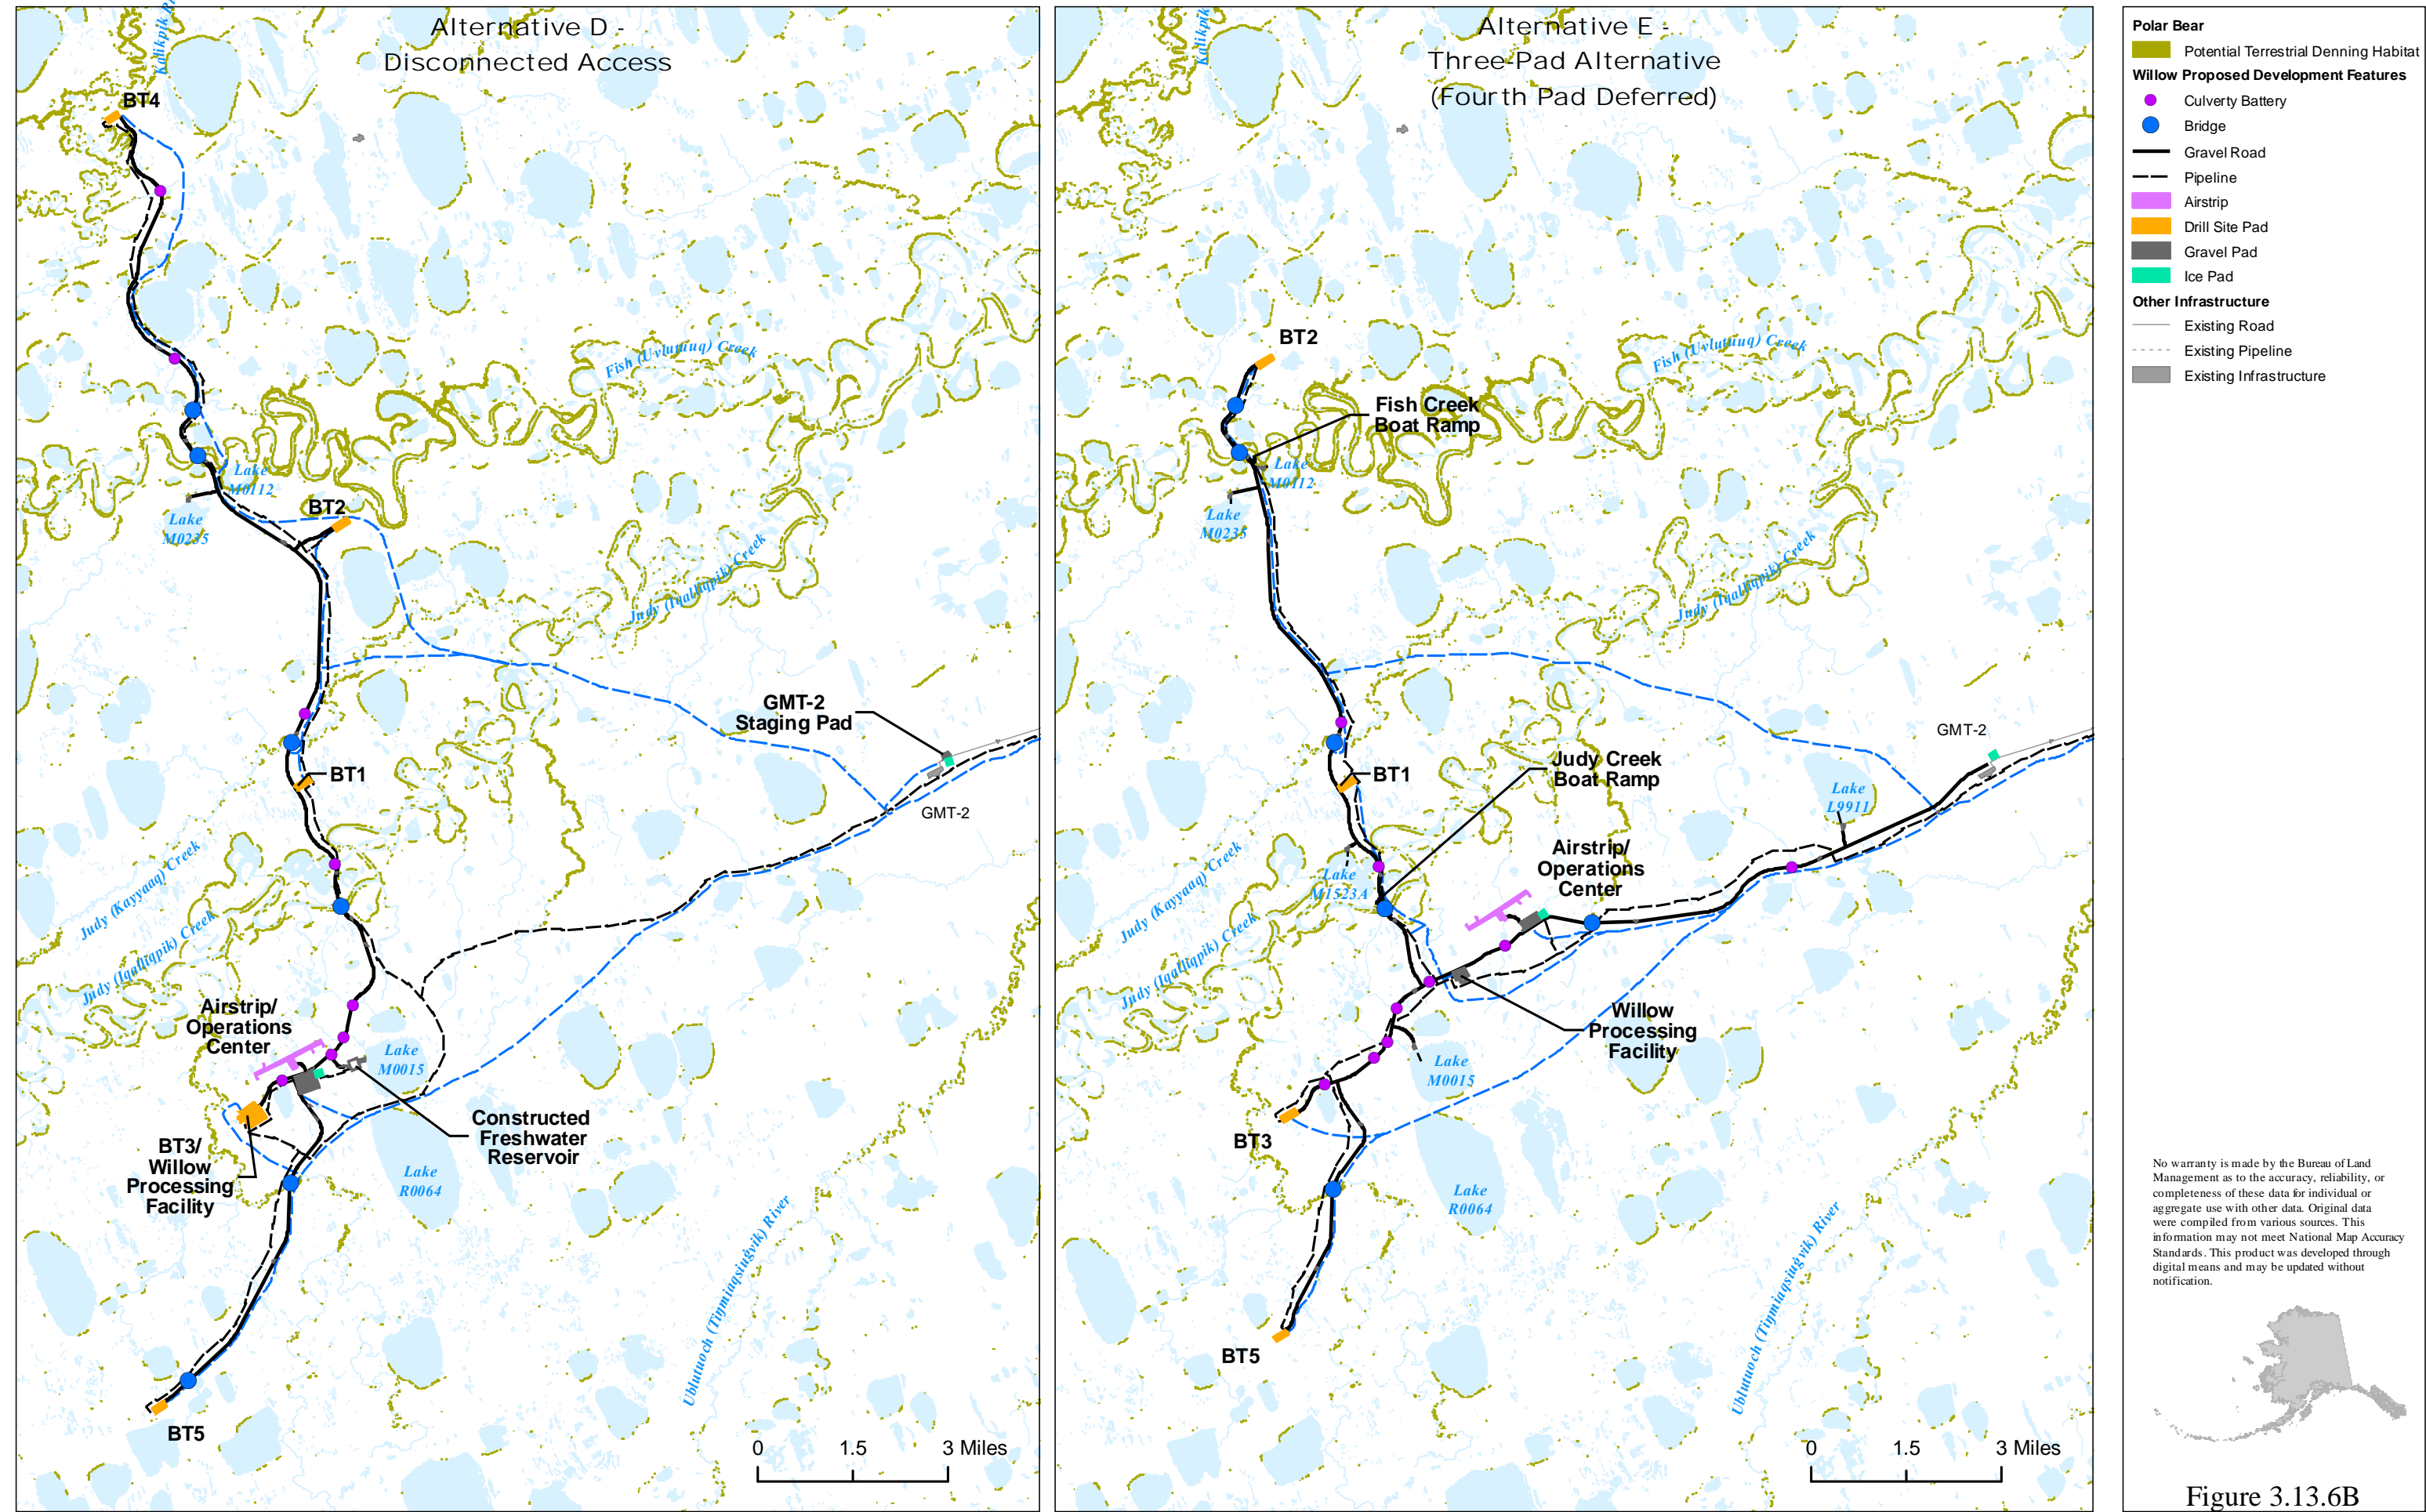 Alternative D -
Disconnected Access
BT4
Lake
M0112
Lake
M0235
BT2
Fish (Uvlutuuq) Creek
Judy (Iqalliqpik) Creek
GMT-2
Staging Pad
GMT-2
BT1
Judy (Kayyaaq) Creek
Judy (Iqalliqpik) Creek
Airstrip/
Operations
Center
Lake
M0015
Constructed
Freshwater
Reservoir
BT3/
Willow
Processing
Facility
Lake
R0064
Ublutuoch (Tiŋmiaqsiuġvik) River
BT5
0 1.5 3 Miles
Alternative E -
Three-Pad Alternative
(Fourth Pad Deferred)
BT2
Fish (Uvlutuuq) Creek
Fish Creek
Boat Ramp
Lake
M0112
Lake
M0235
Judy (Iqalliqpik) Creek
GMT-2
BT1
Judy Creek
Boat Ramp
Lake
L9911
Airstrip/
Operations
Center
Lake
M1523A
Judy (Kayyaaq) Creek
Judy (Iqalliqpik) Creek
Willow
Processing
Facility
Lake
M0015
BT3
Lake
R0064
Ublutuoch (Tiŋmiaqsiuġvik) River
BT5
0 1.5 3 Miles
Polar Bear
Potential Terrestrial Denning Habitat
Willow Proposed Development Features
Culverty Battery
Bridge
Gravel Road
Pipeline
Airstrip
Drill Site Pad
Gravel Pad
Ice Pad
Other Infrastructure
Existing Road
Existing Pipeline
Existing Infrastructure
No warranty is made by the Bureau of Land
Management as to the accuracy, reliability, or
completeness of these data for individual or
aggregate use with other data. Original data
were compiled from various sources. This
information may not meet National Map Accuracy
Standards. This product was developed through
digital means and may be updated without
notification.
Figure 3.13.6B